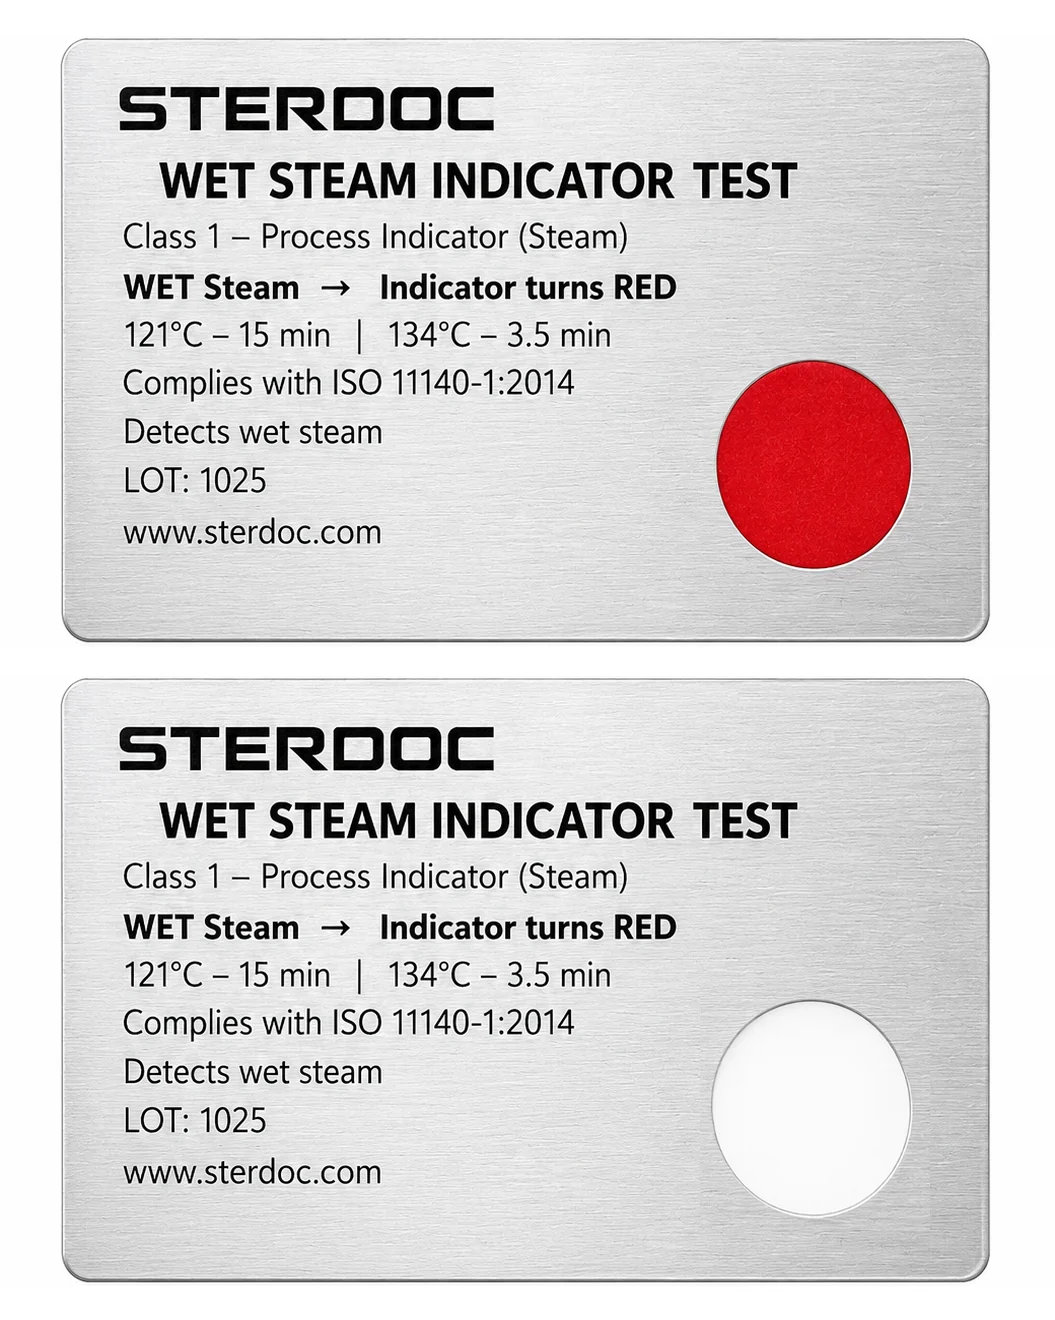 STERDOC
WET STEAM INDICATOR TEST
Class 1 – Process Indicator (Steam)
WET Steam → Indicator turns RED
121°C – 15 min | 134°C – 3.5 min
Complies with ISO 11140-1:2014
Detects wet steam
LOT: 1025
www.sterdoc.com
STERDOC
WET STEAM INDICATOR TEST
Class 1 – Process Indicator (Steam)
WET Steam → Indicator turns RED
121°C – 15 min | 134°C – 3.5 min
Complies with ISO 11140-1:2014
Detects wet steam
LOT: 1025
www.sterdoc.com